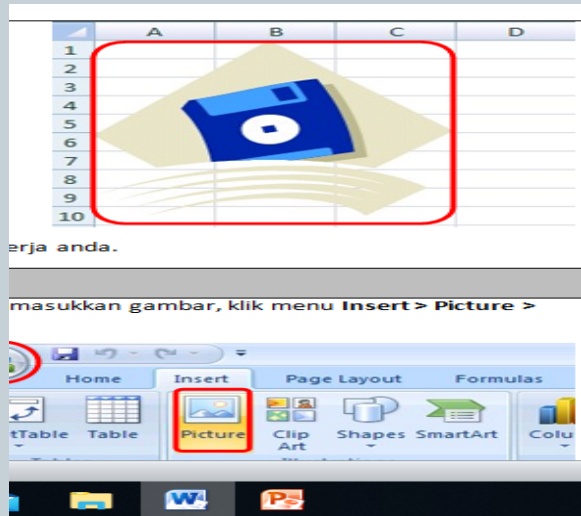 A B C D
1
2
3
4
5
6
7
8
9
10
erja anda.
masukkan gambar, klik menu Insert > Picture >
Home Insert Page Layout Formulas
tTable Table Picture Clip Art Shapes SmartArt Colu
W P